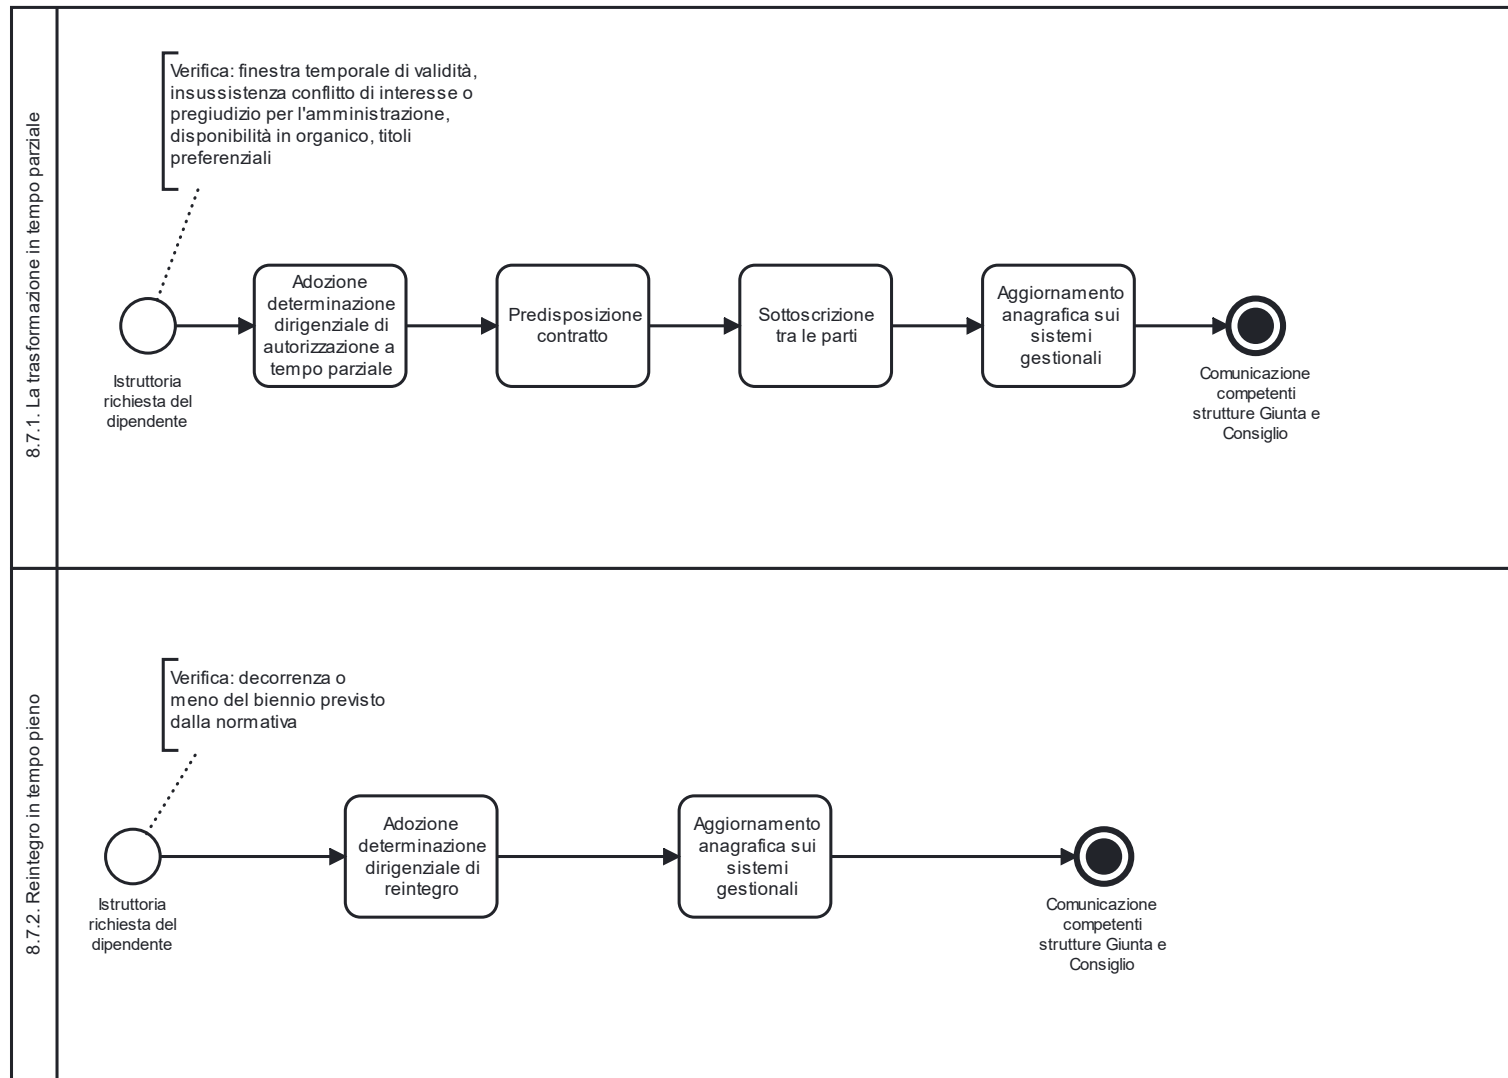 8.7.1. La trasformazione in tempo parziale
Verifica: finestra temporale di validità,
insussistenza conflitto di interesse o
pregiudizio per l'amministrazione,
disponibilità in organico, titoli
preferenziali
Istruttoria
richiesta del
dipendente
Adozione
determinazione
dirigenziale di
autorizzazione a
tempo parziale
Predisposizione
contratto
Sottoscrizione
tra le parti
Aggiornamento
anagrafica sui
sistemi
gestionali
Comunicazione
competenti
strutture Giunta e
Consiglio
8.7.2. Reintegro in tempo pieno
Verifica: decorrenza o
meno del biennio previsto
dalla normativa
Istruttoria
richiesta del
dipendente
Adozione
determinazione
dirigenziale di
reintegro
Aggiornamento
anagrafica sui
sistemi
gestionali
Comunicazione
competenti
strutture Giunta e
Consiglio